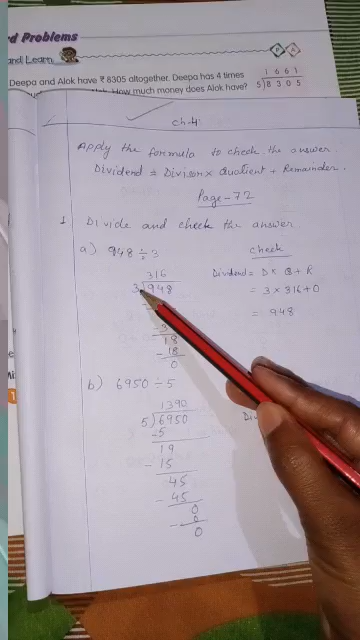 d Problems
and Learn
Deepa and Alok have ₹ 8305 altogether. Deepa has 4 times
How much money does Alok have?
1 6 6 1
5)8 3 0 5
ch-4
Apply the formula to check the answer.
Dividend = Divison x Quotient + Remainder.
Page-72
1 Divide and check the answer
a) 948 ÷ 3
check
316
3)948
Dividend = D x Q + R
= 3 x 316 + 0
= 948
-3
18
-18
0
b) 6950 ÷ 5
1390
5)6950
-5
19
-15
45
-45
0
-0
0